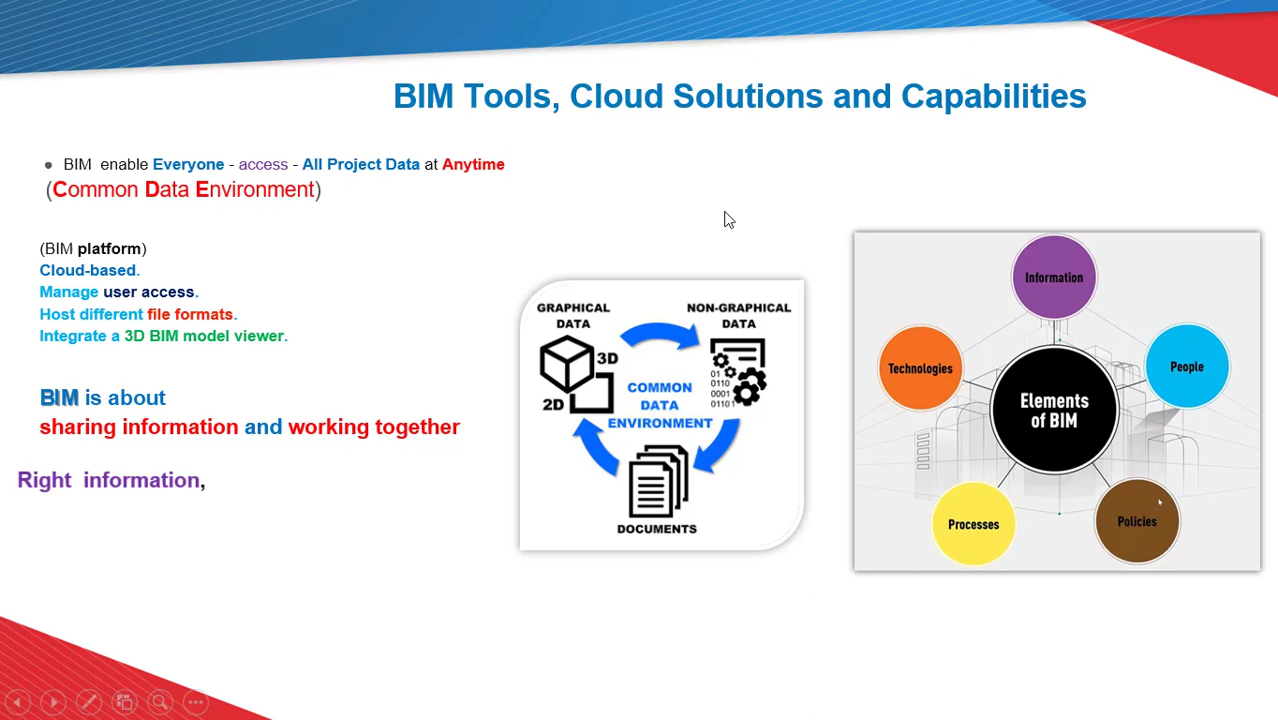 BIM Tools, Cloud Solutions and Capabilities
● BIM  enable Everyone - access - All Project Data at Anytime
(Common Data Environment)
(BIM platform)
Cloud-based.
Manage user access.
Host different file formats.
Integrate a 3D BIM model viewer.
BIM is about
sharing information and working together
Right  information,
GRAPHICAL
DATA
NON-GRAPHICAL
DATA
3D
2D
COMMON
DATA
ENVIRONMENT
01
0110
0001
01101
DOCUMENTS
Information
Technologies
People
Elements
of BIM
Processes
Policies